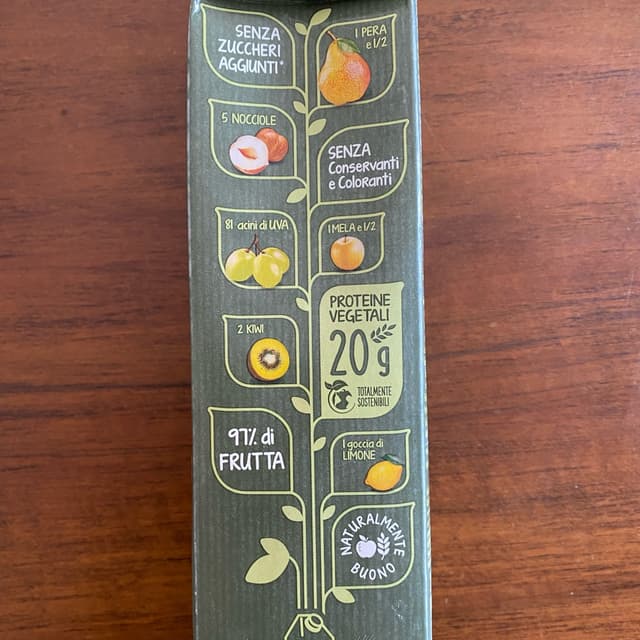 SENZA
ZUCCHERI
AGGIUNTI*
1 PERA
e 1/2
5 NOCCIOLE
SENZA
Conservanti
e Coloranti
81 acini di UVA
1 MELA e 1/2
PROTEINE
VEGETALI
20 g
TOTALMENTE
SOSTENIBILI
2 KIWI
97% di
FRUTTA
1 goccia di
LIMONE
NATURALMENTE
BUONO